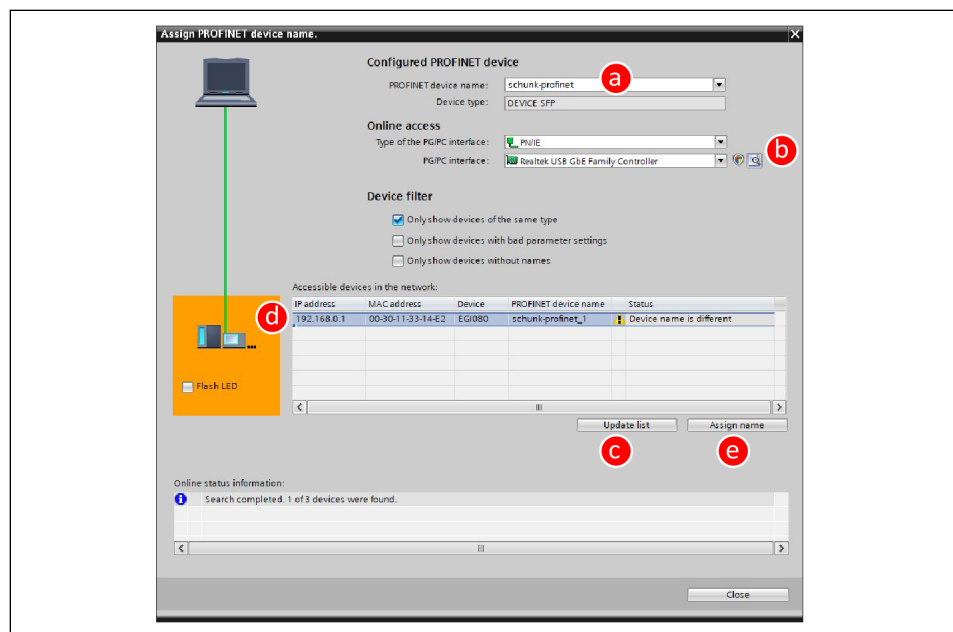 Assign PROFINET device name.
Configured PROFINET device
a
PROFINET device name: schunk-profinet
Device type: DEVICE SFP
Online access
Type of the PG/PC interface: PN/IE
b
PG/PC interface: Realtek USB GbE Family Controller
Device filter
Only show devices of the same type
Only show devices with bad parameter settings
Only show devices without names
Accessible devices in the network:
IP address MAC address Device PROFINET device name Status
d 192.168.0.1 00-30-11-33-14-E2 EGI080 schunk-profinet_1 Device name is different
Flash LED
Update list Assign name
c e
Online status information:
Search completed. 1 of 3 devices were found.
Close